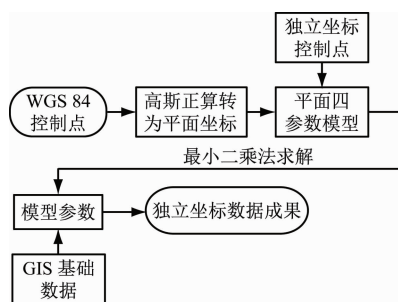 独立坐标
控制点
WGS 84
控制点
高斯正算转
为平面坐标
平面四
参数模型
最小二乘法求解
模型参数
独立坐标数据成果
GIS 基础
数据